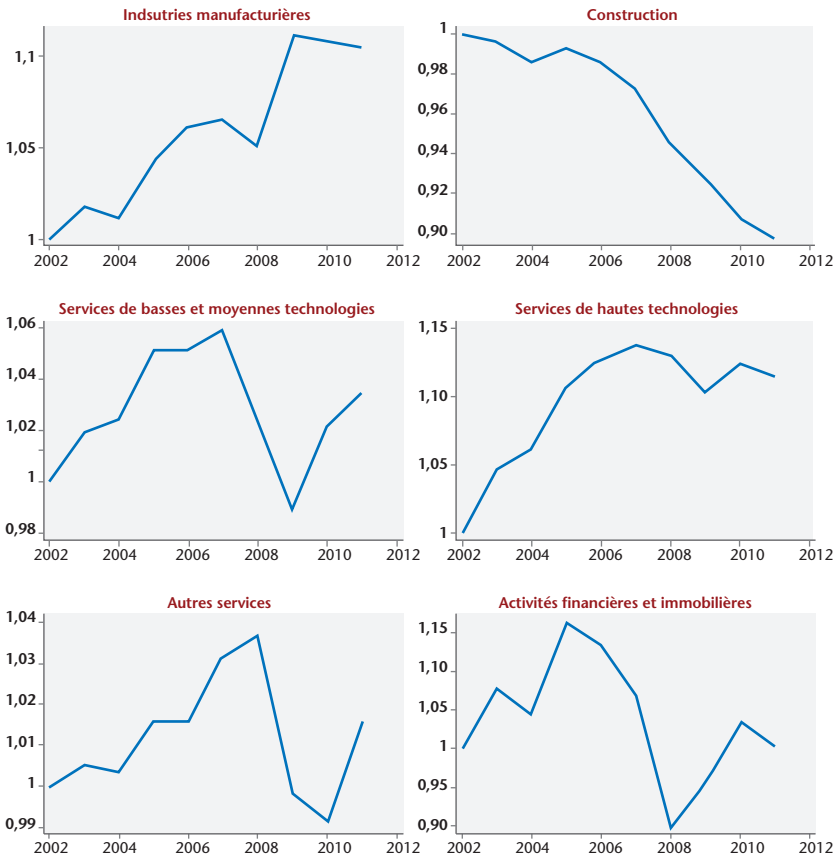 Indsutries manufacturières
1,1
1,05
1
2002 2004 2006 2008 2010 2012
Construction
1
0,98
0,96
0,94
0,92
0,90
2002 2004 2006 2008 2010 2012
Services de basses et moyennes technologies
1,06
1,04
1,02
1
0,98
2002 2004 2006 2008 2010 2012
Services de hautes technologies
1,15
1,10
1,05
1
2002 2004 2006 2008 2010 2012
Autres services
1,04
1,03
1,02
1,01
1
0,99
2002 2004 2006 2008 2010 2012
Activités financières et immobilières
1,15
1,10
1,05
1
0,95
0,90
2002 2004 2006 2008 2010 2012